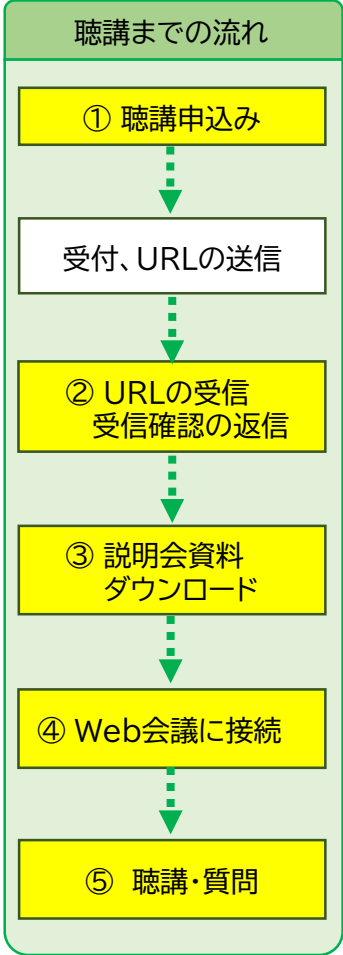 聴講までの流れ
① 聴講申込み
受付、URLの送信
② URLの受信
受信確認の返信
③ 説明会資料
ダウンロード
④ Web会議に接続
⑤ 聴講・質問